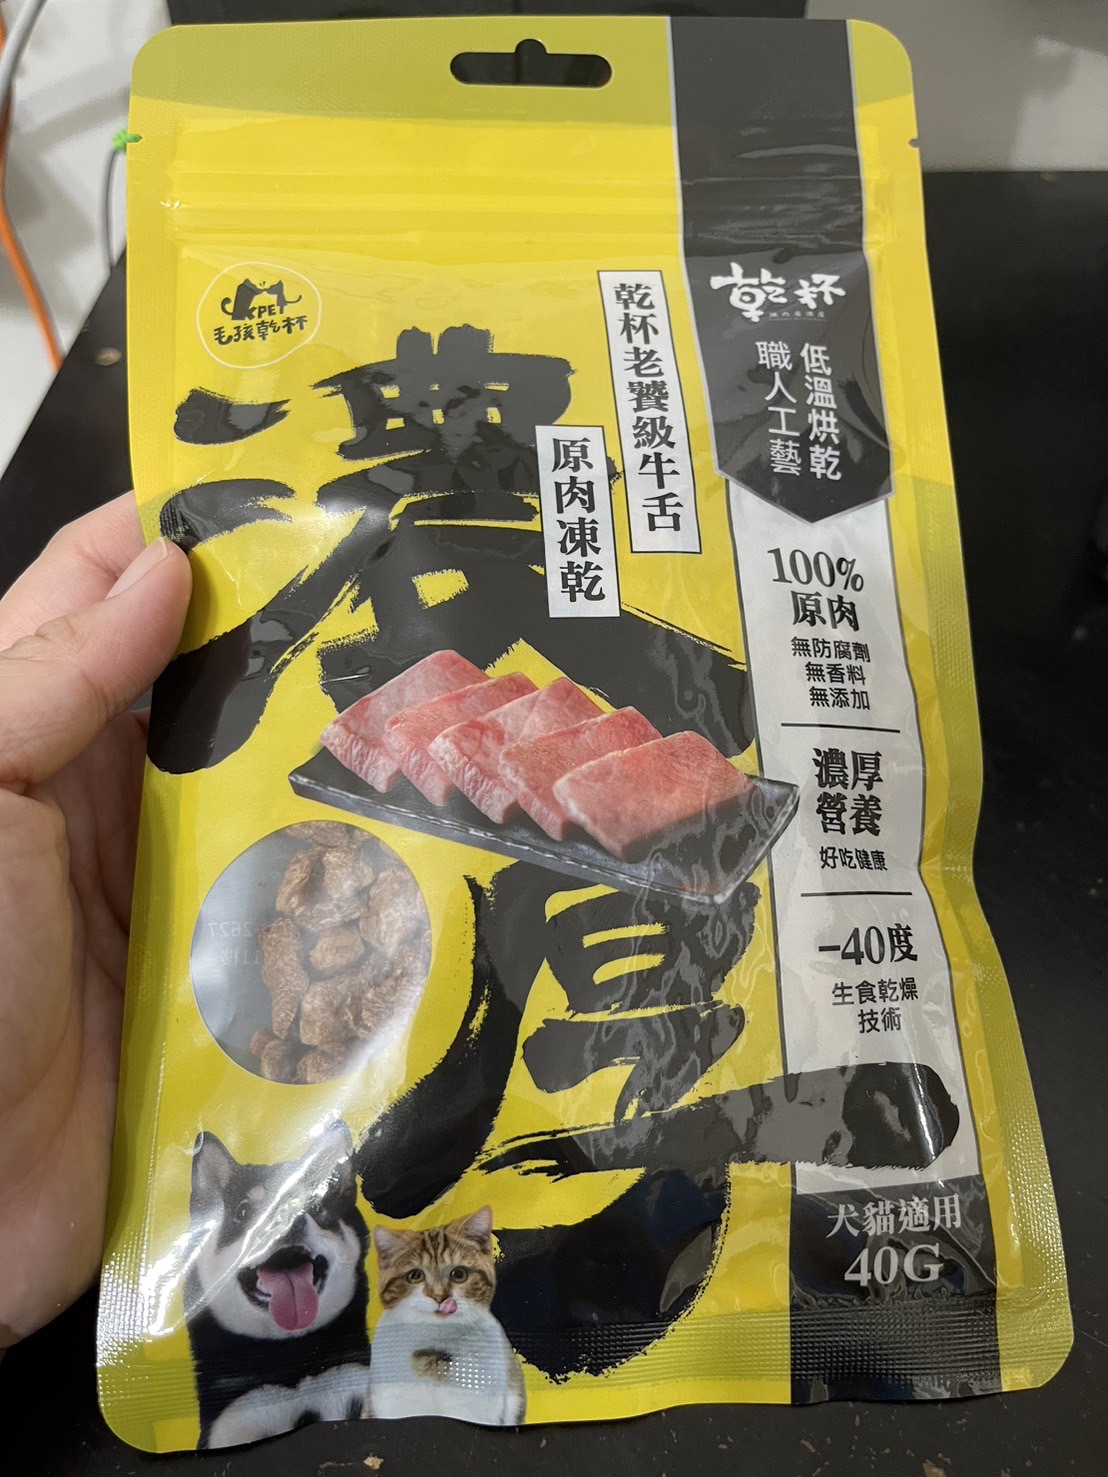 PET
毛孩乾杯
濃厚
乾杯老饕級牛舌
原肉凍乾
乾杯
低溫烘乾
職人工藝
100%
原肉
無防腐劑
無香料
無添加
濃厚
營養
好吃健康
-40度
生食乾燥
技術
犬貓適用
40G